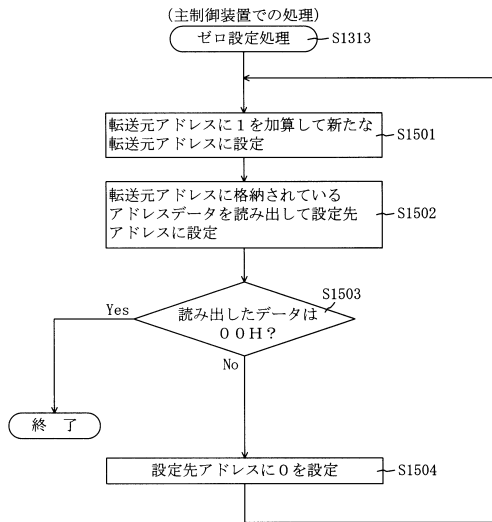 (主制御装置での処理)
ゼロ設定処理
S1313
転送元アドレスに1を加算して新たな
転送元アドレスに設定
S1501
転送元アドレスに格納されている
アドレスデータを読み出して設定先
アドレスに設定
S1502
S1503
読み出したデータは
00H?
Yes
No
終 了
設定先アドレスに0を設定
S1504